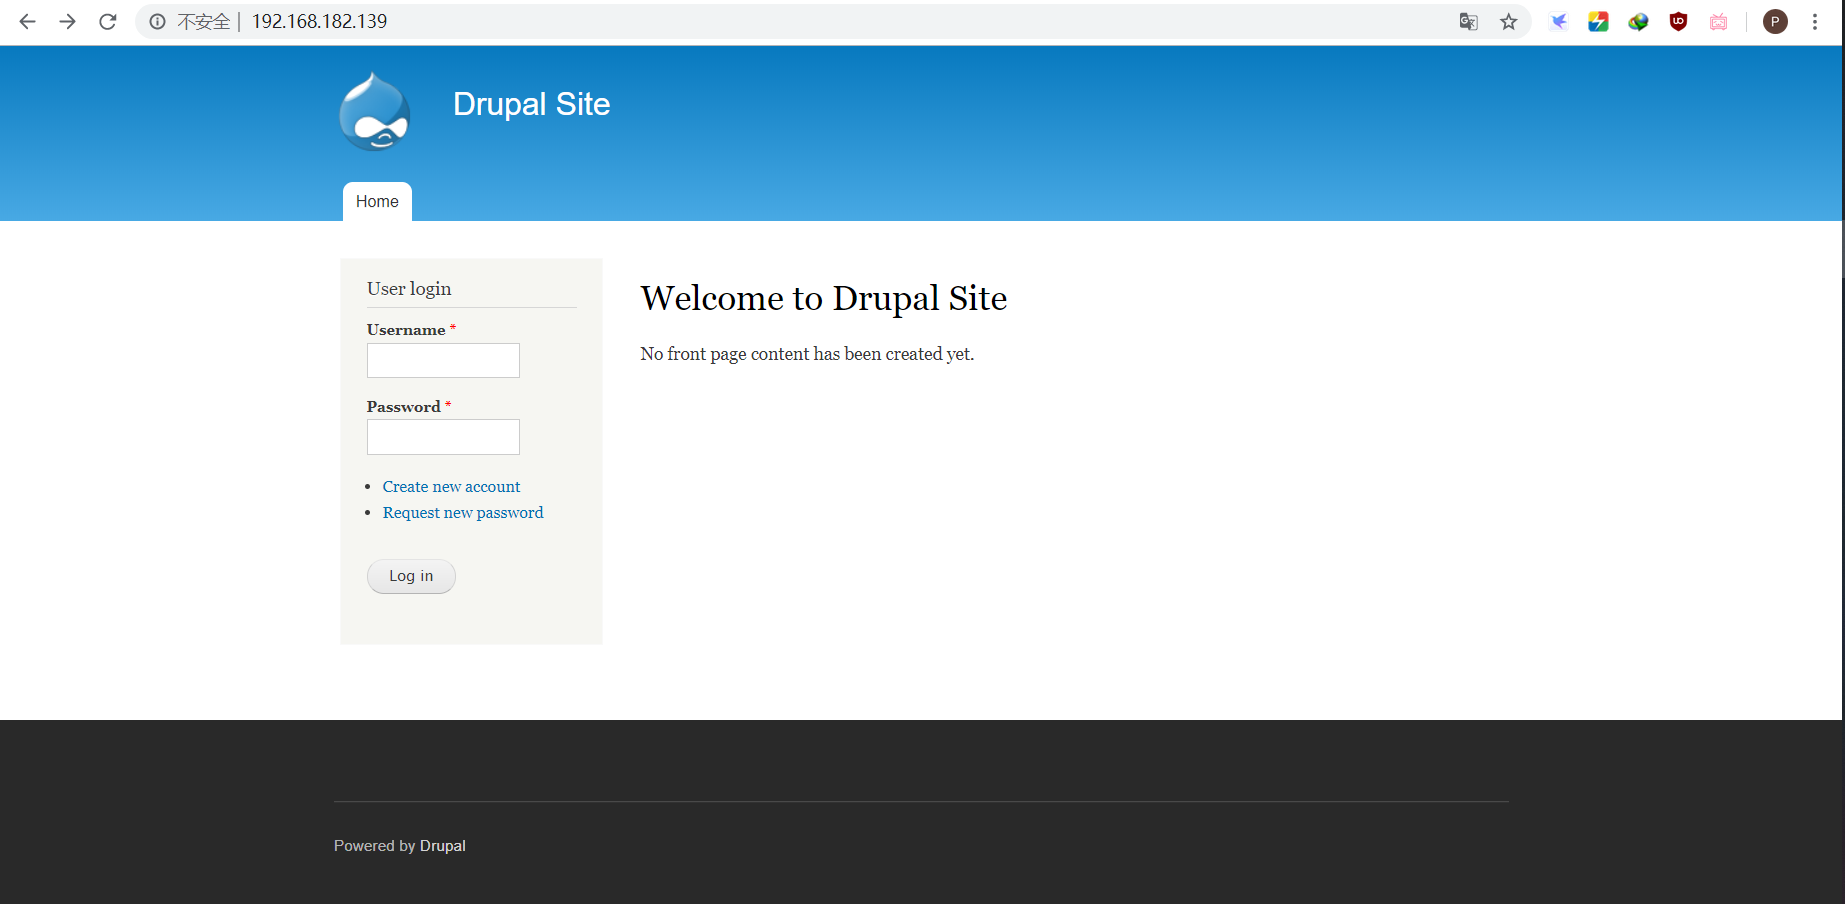 不安全 | 192.168.182.139
P
Drupal Site
Home
User login
Username *
Password *
Create new account
Request new password
Log in
Welcome to Drupal Site
No front page content has been created yet.
Powered by Drupal